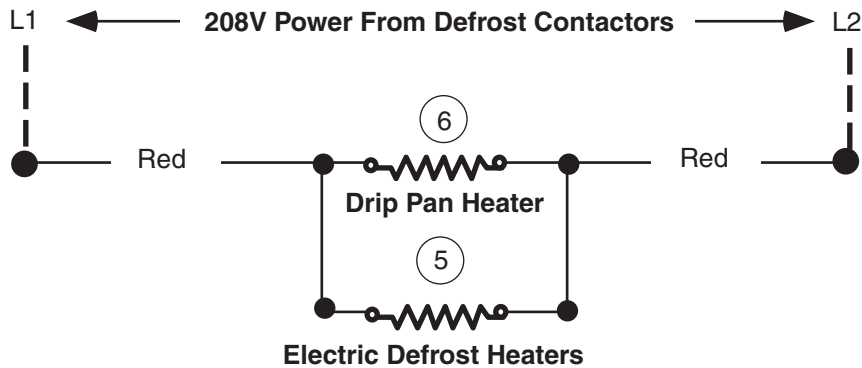 L1 208V Power From Defrost Contactors L2
6
Red Red
Drip Pan Heater
5
Electric Defrost Heaters